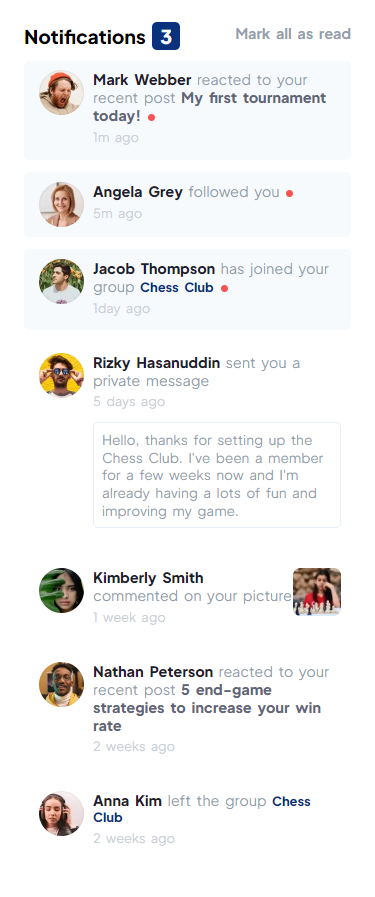 Notifications 3 Mark all as read
Mark Webber reacted to your
recent post My first tournament
today!
1m ago
Angela Grey followed you
5m ago
Jacob Thompson has joined your
group Chess Club
1day ago
Rizky Hasanuddin sent you a
private message
5 days ago
Hello, thanks for setting up the
Chess Club. I've been a member
for a few weeks now and I'm
already having a lots of fun and
improving my game.
Kimberly Smith
commented on your picture
1 week ago
Nathan Peterson reacted to your
recent post 5 end-game
strategies to increase your win
rate
2 weeks ago
Anna Kim left the group Chess
Club
2 weeks ago